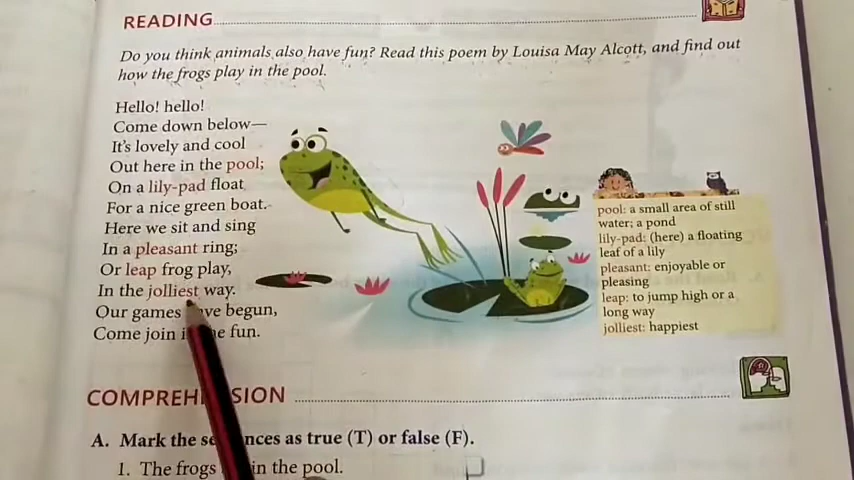 READING
Do you think animals also have fun? Read this poem by Louisa May Alcott, and find out
how the frogs play in the pool.
Hello! hello!
Come down below—
It's lovely and cool
Out here in the pool;
On a lily-pad float
For a nice green boat.
Here we sit and sing
In a pleasant ring;
Or leap frog play,
In the jolliest way.
Our games have begun,
Come join in the fun.
pool: a small area of still
water; a pond
lily-pad: (here) a floating
leaf of a lily
pleasant: enjoyable or
pleasing
leap: to jump high or a
long way
jolliest: happiest
COMPREHENSION
A. Mark the sentences as true (T) or false (F).
1. The frogs in the pool.